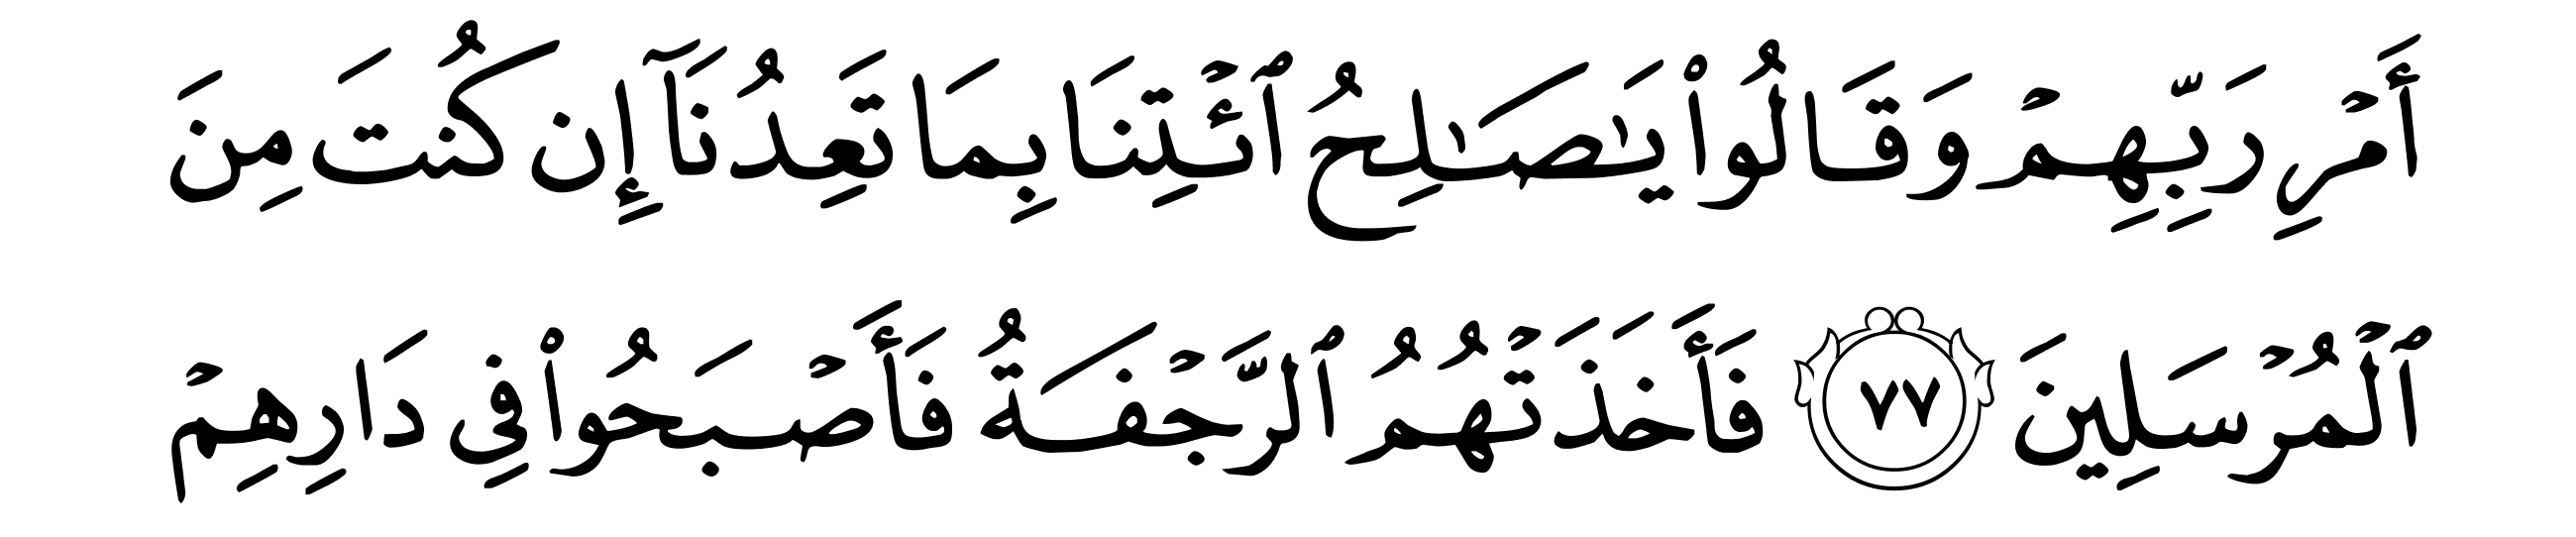 أَمۡرِ رَبِّهِمۡ وَقَالُواْ يَٰصَٰلِحُ ٱئۡتِنَا بِمَا تَعِدُنَآ إِن كُنتَ مِنَ
ٱلۡمُرۡسَلِينَ ٧٧ فَأَخَذَتۡهُمُ ٱلرَّجۡفَةُ فَأَصۡبَحُواْ فِي دَارِهِمۡ